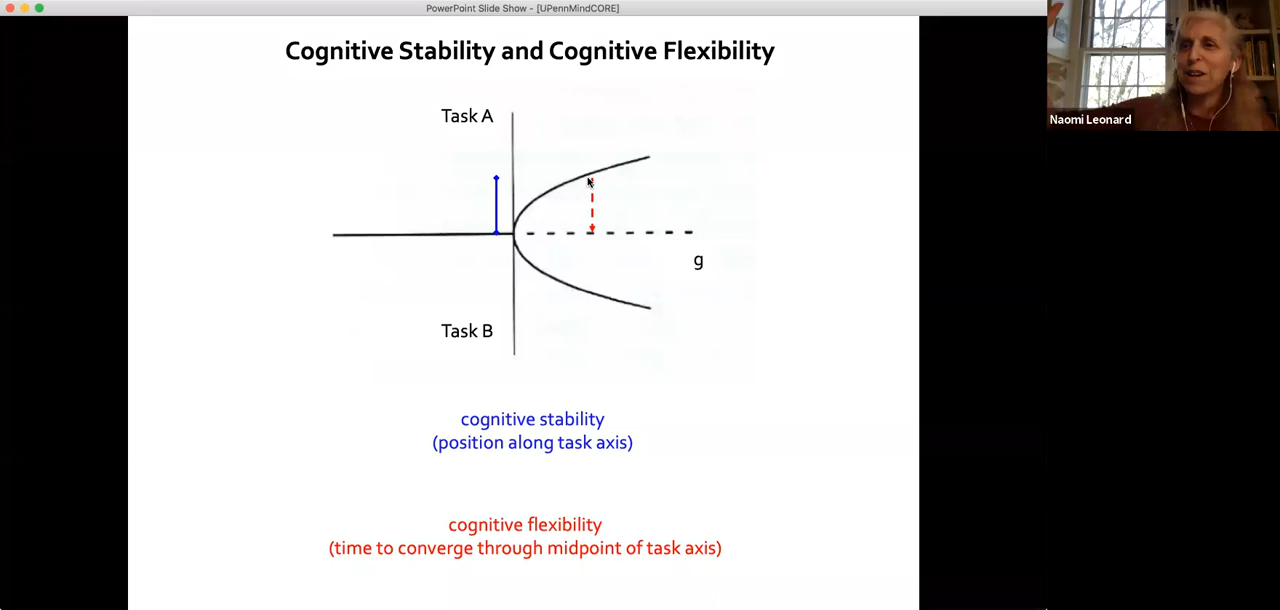 PowerPoint Slide Show - [UPennMindCORE]
Cognitive Stability and Cognitive Flexibility
Naomi Leonard
Task A
g
Task B
cognitive stability
(position along task axis)
cognitive flexibility
(time to converge through midpoint of task axis)